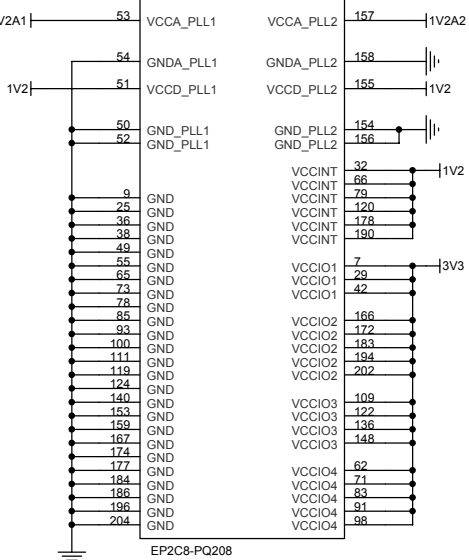 V2A1
53 VCCA_PLL1
54 GNDA_PLL1
1V2
51 VCCD_PLL1
50 GND_PLL1
52 GND_PLL1
9 GND
25 GND
36 GND
38 GND
49 GND
55 GND
65 GND
73 GND
78 GND
85 GND
93 GND
100 GND
111 GND
119 GND
124 GND
140 GND
153 GND
159 GND
167 GND
174 GND
177 GND
184 GND
186 GND
196 GND
204 GND
VCCA_PLL2 157 1V2A2
GNDA_PLL2 158
VCCD_PLL2 155 1V2
GND_PLL2 154
GND_PLL2 156
VCCINT 32 1V2
VCCINT 66
VCCINT 79
VCCINT 120
VCCINT 178
VCCINT 190
VCCIO1 7 3V3
VCCIO1 29
VCCIO1 42
VCCIO2 166
VCCIO2 172
VCCIO2 183
VCCIO2 194
VCCIO2 202
VCCIO3 109
VCCIO3 122
VCCIO3 136
VCCIO3 148
VCCIO4 62
VCCIO4 71
VCCIO4 83
VCCIO4 91
VCCIO4 98
EP2C8-PQ208